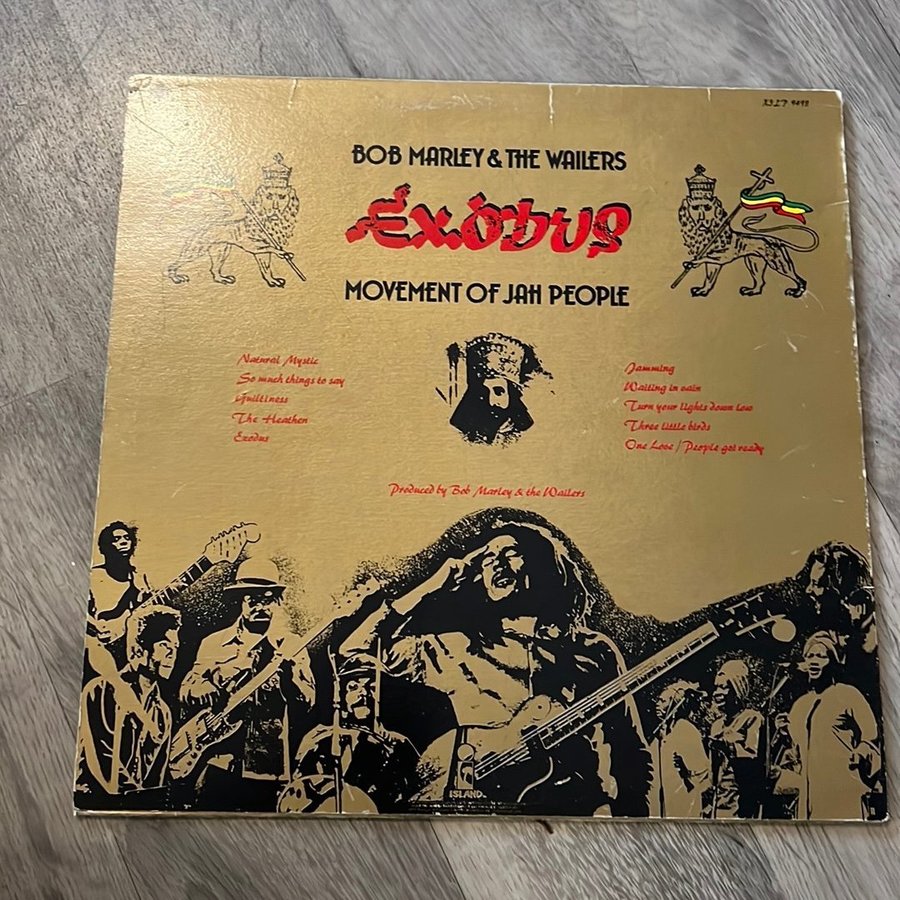 XILP 9498
BOB MARLEY & THE WAILERS
Exodus
MOVEMENT OF JAH PEOPLE
Natural Mystic
So much things to say
Guiltiness
The Heathen
Exodus
Jamming
Waiting in vain
Turn your lights down low
Three little birds
One Love / People get ready
Produced by Bob Marley & the Wailers
ISLAND